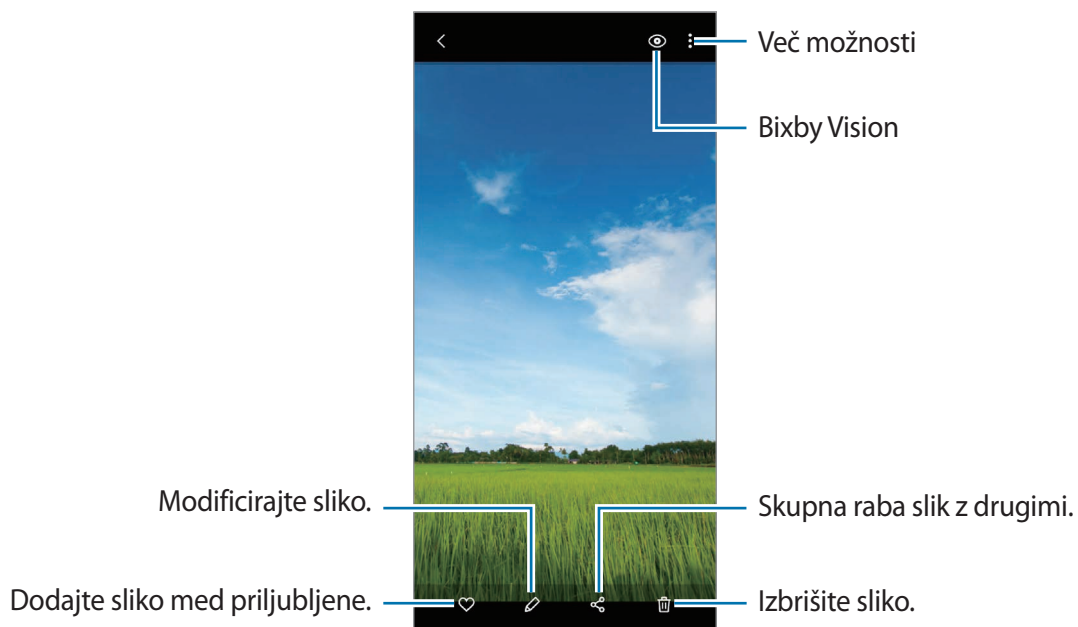 Več možnosti
Bixby Vision
Modificirajte sliko.
Skupna raba slik z drugimi.
Dodajte sliko med priljubljene.
Izbrišite sliko.